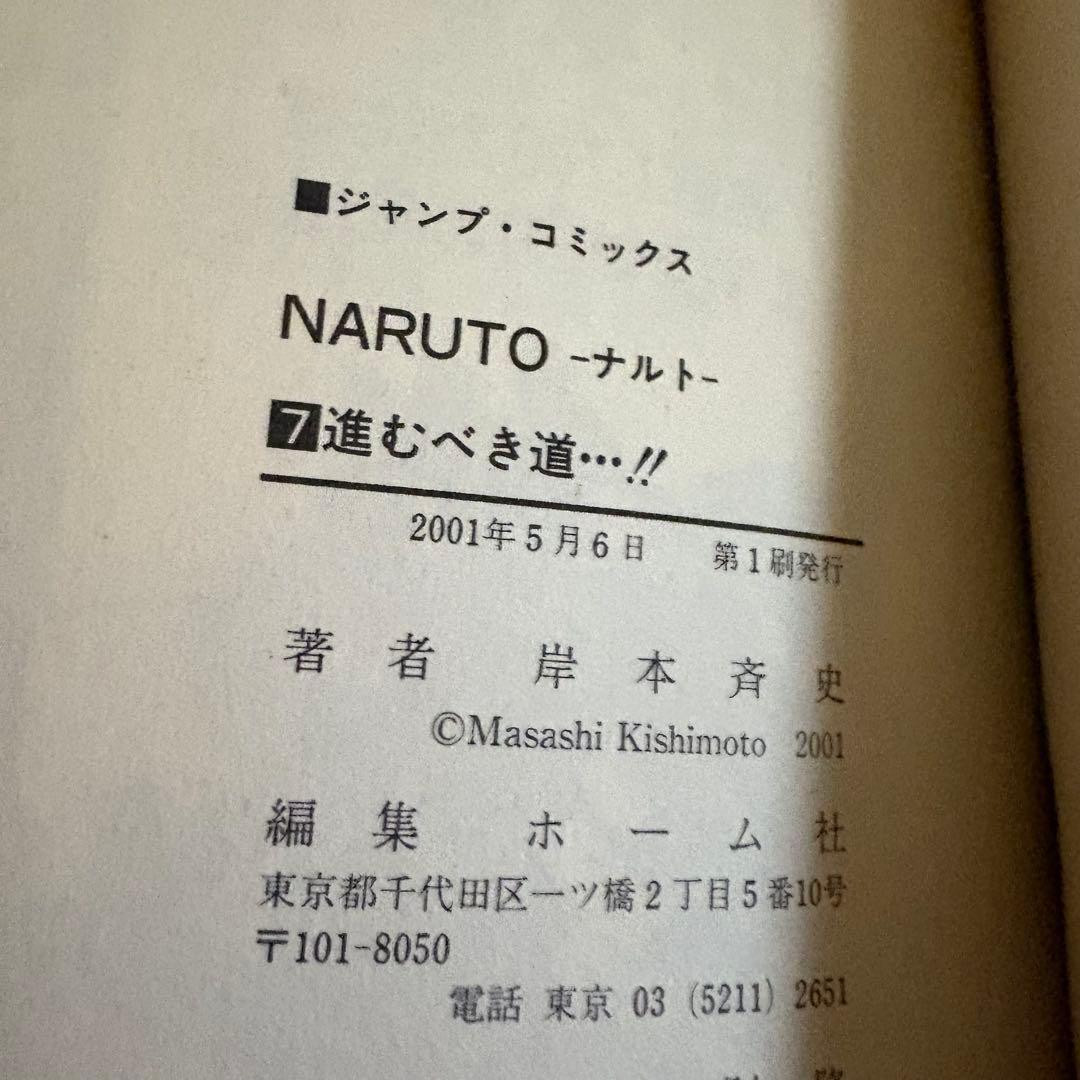 ■ジャンプ・コミックス
NARUTO -ナルト-
7進むべき道…!!
2001年5月6日 第1刷発行
著者 岸本斉史
©Masashi Kishimoto 2001
編集 ホーム社
東京都千代田区一ツ橋2丁目5番10号
〒101-8050
電話 東京 03 (5211) 2651